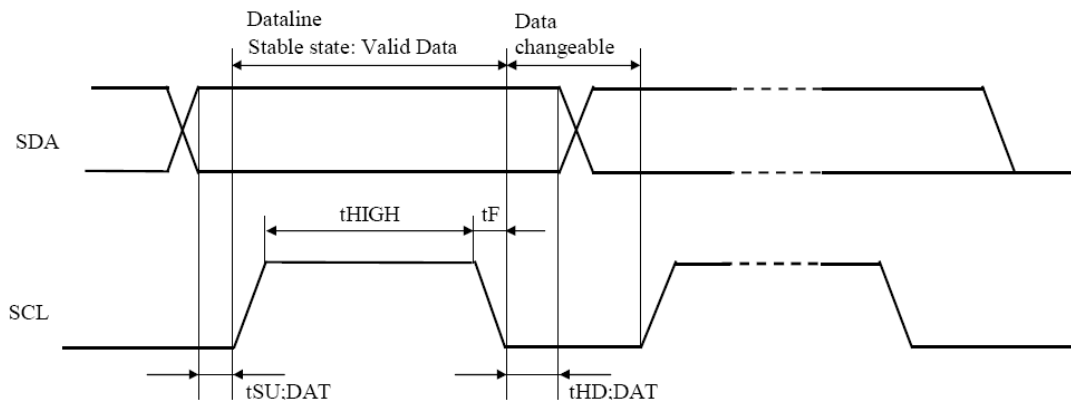 Dataline
Stable state: Valid Data
Data
changeable
SDA
tHIGH
tF
SCL
tSU;DAT
tHD;DAT